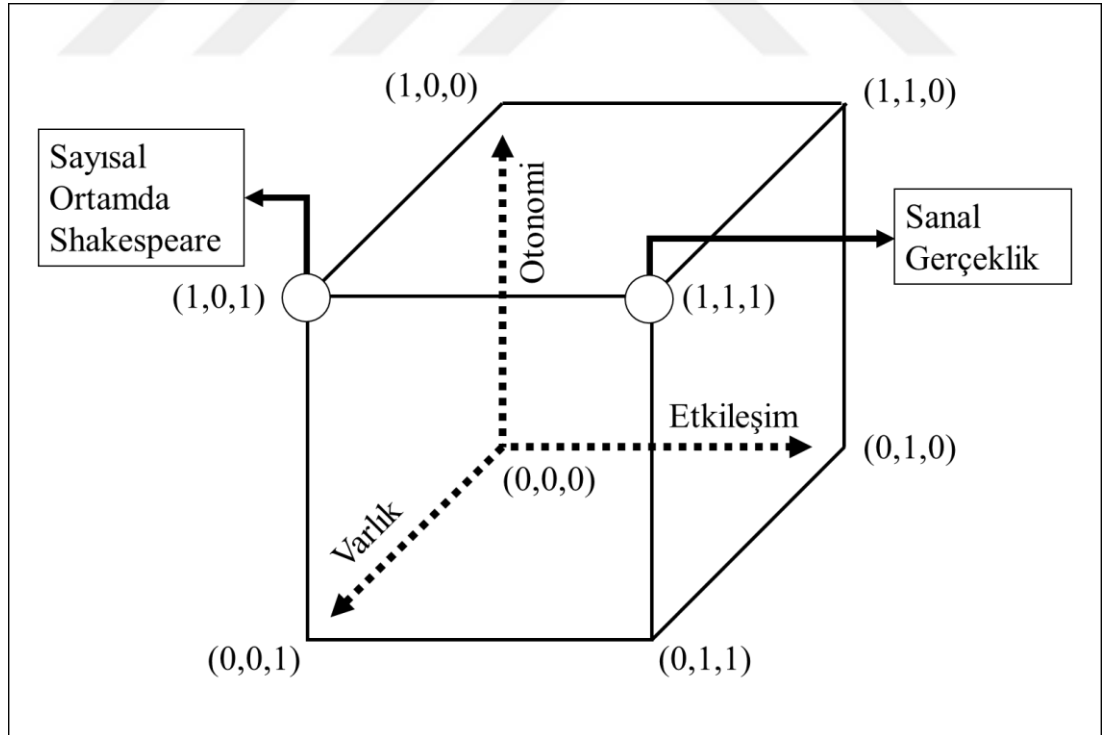 (1,0,0)
(1,1,0)
Sayısal
Ortamda
Shakespeare
Otonomi
Sanal
Gerçeklik
(1,0,1)
(1,1,1)
Etkileşim
(0,1,0)
(0,0,0)
Varlık
(0,0,1)
(0,1,1)